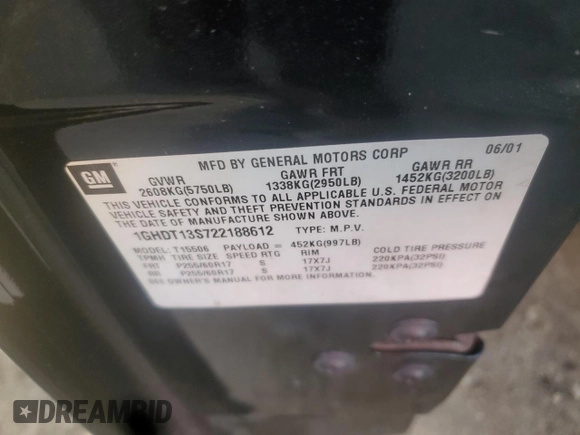 GM
MFD BY GENERAL MOTORS CORP 06/01
GVWR GAWR FRT GAWR RR
2608KG(5750LB) 1338KG(2950LB) 1452KG(3200LB)
THIS VEHICLE CONFORMS TO ALL APPLICABLE U.S. FEDERAL MOTOR
VEHICLE SAFETY AND THEFT PREVENTION STANDARDS IN EFFECT ON
THE DATE OF MANUFACTURE SHOWN ABOVE.
1GHDT13S722188612 TYPE: M.P.V.
MODEL: T15506 PAYLOAD = 452KG(997LB)
TPMH TIRE SIZE SPEED RTG RIM COLD TIRE PRESSURE
FRT P255/60R17 S 17X7J 220KPA(32PSI)
RR P255/60R17 S 17X7J 220KPA(32PSI)
SEE OWNER'S MANUAL FOR MORE INFORMATION.
DREAMBID